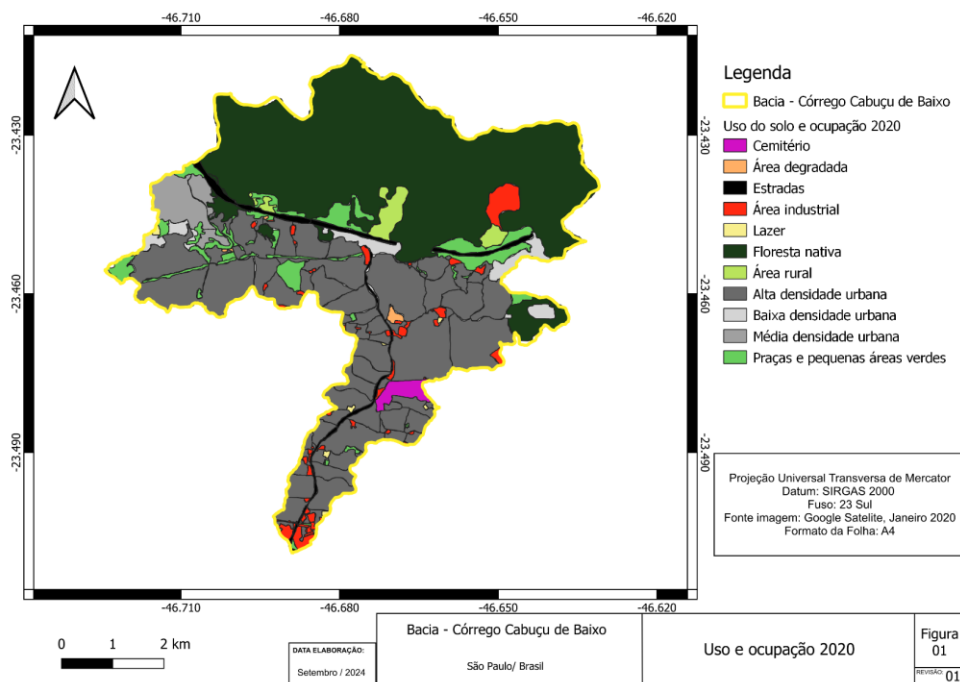 -46.710
-46.680
-46.650
-46.620
-23.430
-23.460
-23.490
-23.430
-23.460
-23.490
-46.710
-46.680
-46.650
-46.620
Legenda
Bacia - Córrego Cabuçu de Baixo
Uso do solo e ocupação 2020
Cemitério
Área degradada
Estradas
Área industrial
Lazer
Floresta nativa
Área rural
Alta densidade urbana
Baixa densidade urbana
Média densidade urbana
Praças e pequenas áreas verdes
Projeção Universal Transversa de Mercator
Datum: SIRGAS 2000
Fuso: 23 Sul
Fonte imagem: Google Satelite, Janeiro 2020
Formato da Folha: A4
0 1 2 km
DATA ELABORAÇÃO:
Setembro / 2024
Bacia - Córrego Cabuçu de Baixo
São Paulo/ Brasil
Uso e ocupação 2020
Figura
01
REVISÃO: 01